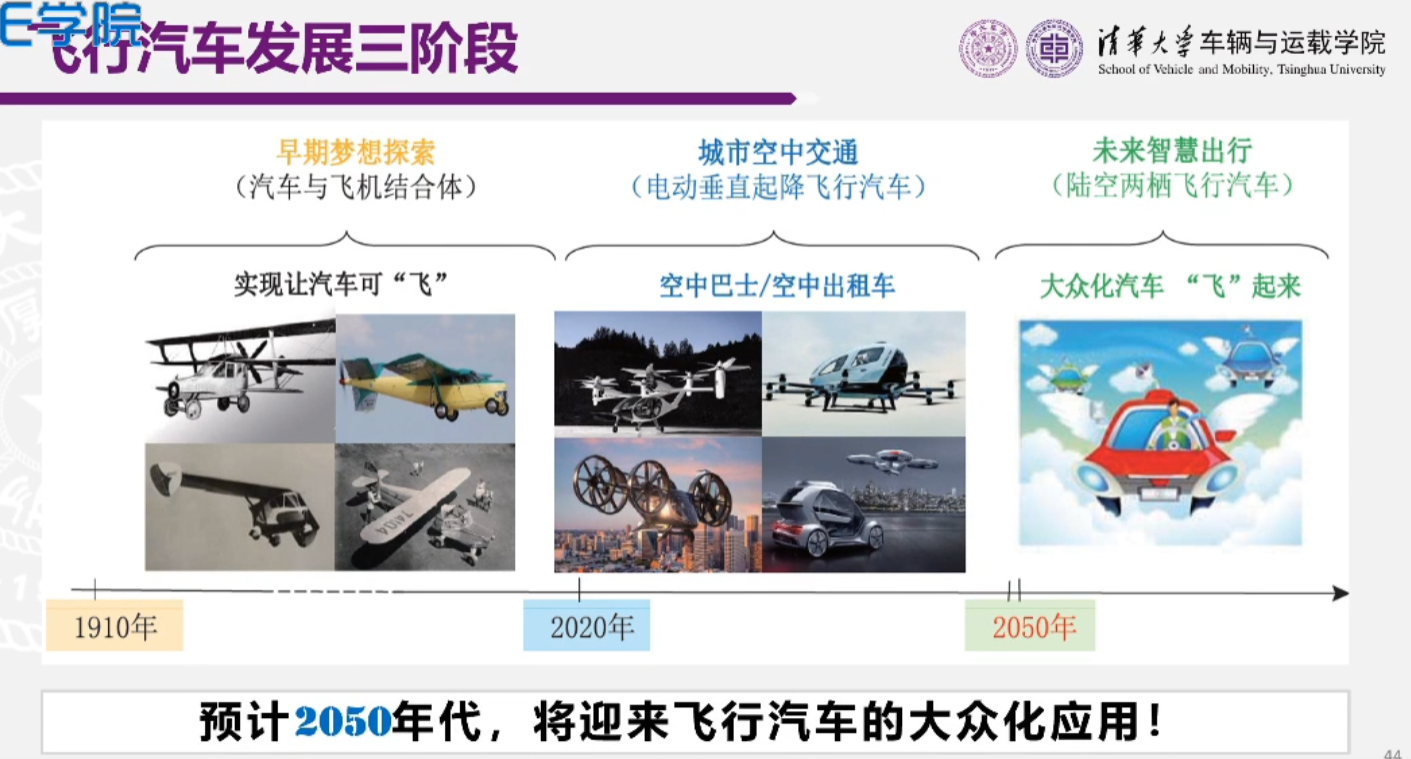 E学院
飞行汽车发展三阶段
清华大学车辆与运载学院
School of Vehicle and Mobility, Tsinghua University
早期梦想探索
（汽车与飞机结合体）
城市空中交通
（电动垂直起降飞行汽车）
未来智慧出行
（陆空两栖飞行汽车）
实现让汽车可“飞”
空中巴士/空中出租车
大众化汽车 “飞”起来
74104
1910年
2020年
2050年
预计2050年代，将迎来飞行汽车的大众化应用！
44